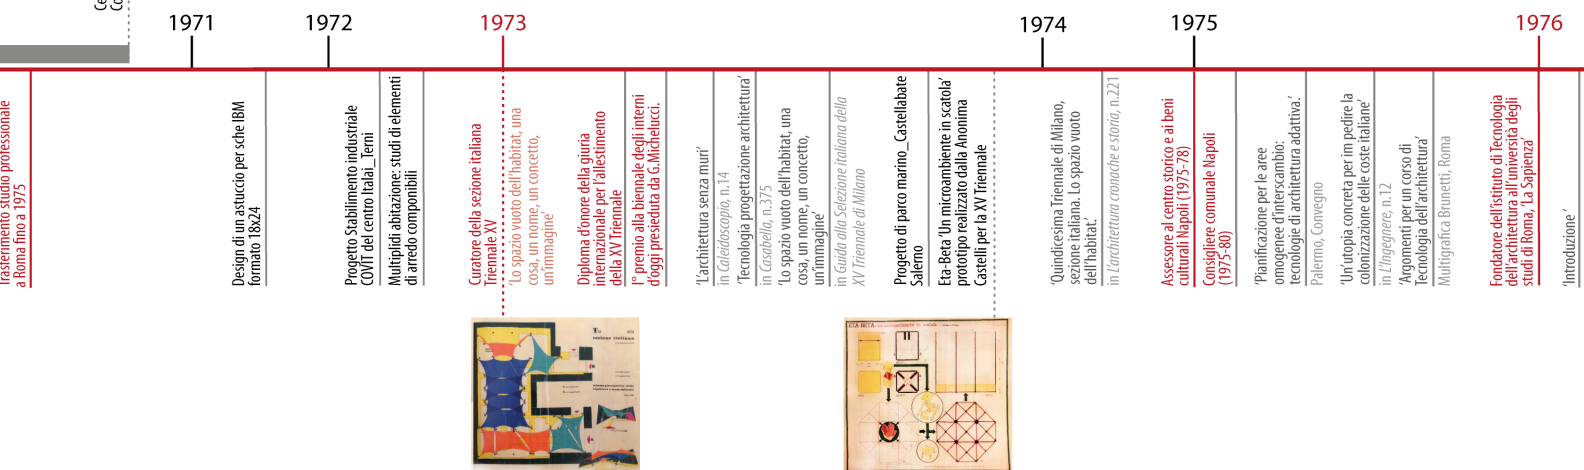 Ce
Co
1971
1972
1973
1974
1975
1976
Trasferimento studio professionale
a Roma fino a 1975
Design di un astuccio per sche IBM
formato 18x24
Progetto Stabilimento industriale
COVIT del centro Italai_Terni
Multiplidi abitazione: studi di elementi
di arredo componibili
Curatore della sezione italiana
Triennale XV
‘Lo spazio vuoto dell’habitat, una
cosa, un nome, un concetto,
un’immagine’
Diploma d’onore della giuria
internazionale per l’allestimento
della XV Triennale
I° premio alla biennale degli interni
d’oggi presieduta da G.Michelucci.
‘L’architettura senza muri’
in Caleidoscopio, n.14
‘Tecnologia progettazione architettura’
in Casabella, n.375
‘Lo spazio vuoto dell’habitat, una
cosa, un nome, un concetto,
un’immagine’
in Guida alla Selezione italiana della
XV Triennale di Milano
Progetto di parco marino_Castellabate
Salerno
Eta-Beta ‘Un microambiente in scatola’
prototipo realizzato dalla Anonima
Castelli per la XV Triennale
‘Quindicesima Triennale di Milano,
sezione italiana. Lo spazio vuoto
dell’habitat.’
in L’architettura cronache e storia, n.221
Assessore al centro storico e ai beni
culturali Napoli (1975-78)
Consigliere comunale Napoli
(1975-80)
‘Pianificazione per le aree
omogenee d’interscambio:
tecnologie di architettura adattiva.’
Palermo, Convegno
‘Un’utopia concreta per im pedire la
colonizzazione delle coste italiane’
in L’Ingegnere, n.12
‘Argomenti per un corso di
Tecnologia dell’architettura’
Multigrafica Brunetti, Roma
Fondatore dell’istituto di Tecnologia
dell’architettura all’università degli
studi di Roma, La Sapienza’
‘Introduzione ’
sezione italiana
ETA-BETA